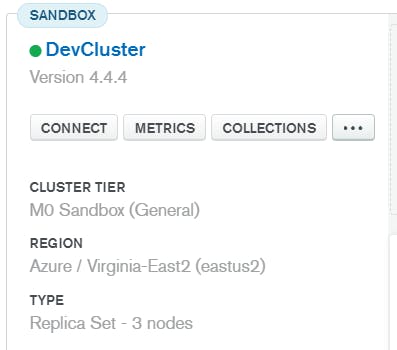 SANDBOX
DevCluster
Version 4.4.4
CONNECT METRICS COLLECTIONS •••
CLUSTER TIER
M0 Sandbox (General)
REGION
Azure / Virginia-East2 (eastus2)
TYPE
Replica Set - 3 nodes